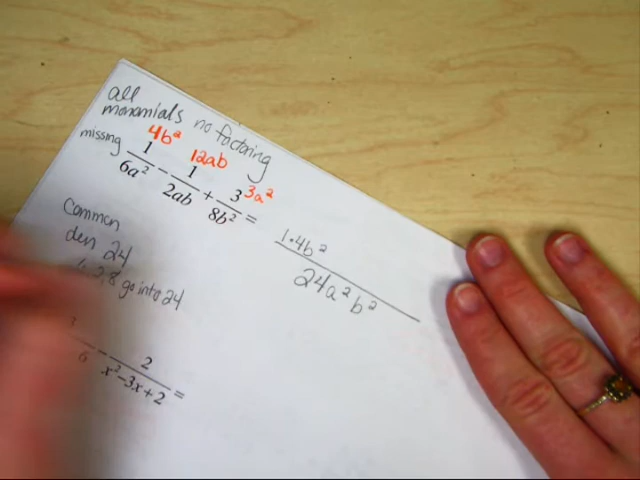 all
monomials no factoring
missing 4b² 12ab 3a²
1/6a² - 1/2ab + 3/8b² =
1·4b²
24a²b²
Common
den 24
go into 24
6 - 2/x²-3x+2 =